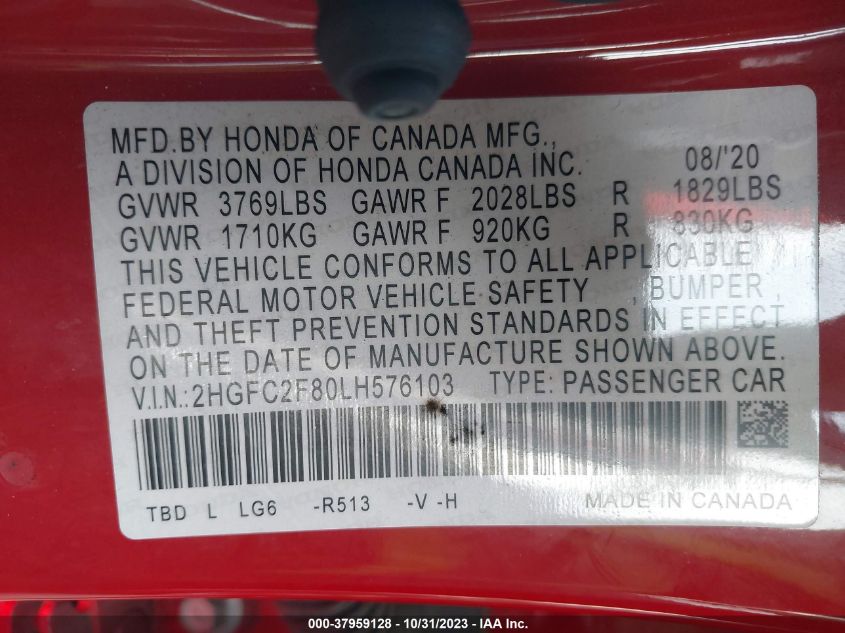 MFD.BY HONDA OF CANADA MFG.,
A DIVISION OF HONDA CANADA INC. 08/'20
GVWR 3769LBS GAWR F 2028LBS R 1829LBS
GVWR 1710KG GAWR F 920KG R 830KG
THIS VEHICLE CONFORMS TO ALL APPLICABLE
FEDERAL MOTOR VEHICLE SAFETY , BUMPER ,
AND THEFT PREVENTION STANDARDS IN EFFECT
ON THE DATE OF MANUFACTURE SHOWN ABOVE.
V.I.N.:2HGFC2F80LH576103 TYPE: PASSENGER CAR
TBD L LG6 -R513 -V -H MADE IN CANADA
000-37959128 - 10/31/2023 - IAA Inc.